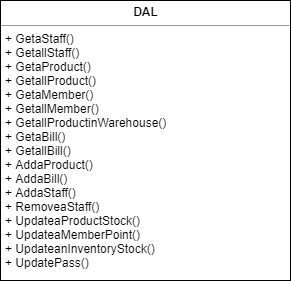 DAL
+ GetaStaff()
+ GetallStaff()
+ GetaProduct()
+ GetallProduct()
+ GetaMember()
+ GetallMember()
+ GetallProductinWarehouse()
+ GetaBill()
+ GetallBill()
+ AddaProduct()
+ AddaBill()
+ AddaStaff()
+ RemoveaStaff()
+ UpdateaProductStock()
+ UpdateaMemberPoint()
+ UpdateanInventoryStock()
+ UpdatePass()